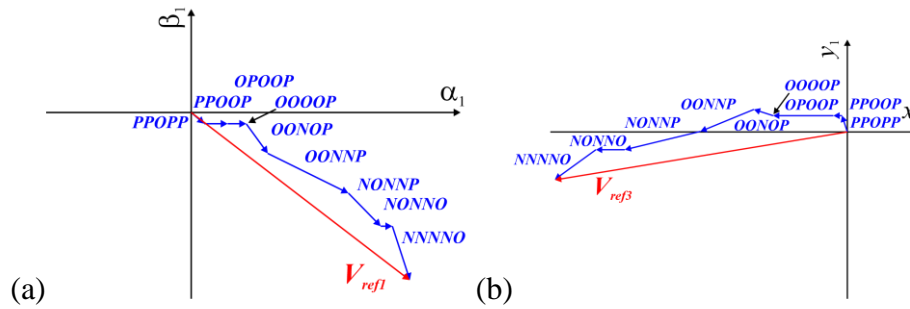 β1
OPOOP
PPOOP OOOOP
α1
PPOPP
OONOP
OONNP
NONNP
NONNO
NNNNO
Vref1
(a)
y1
OOOOP
PPOOP
OONNP OPOOP
PPOPP
x
NONNP OONOP
NONNO
NNNNO
Vref3
(b)